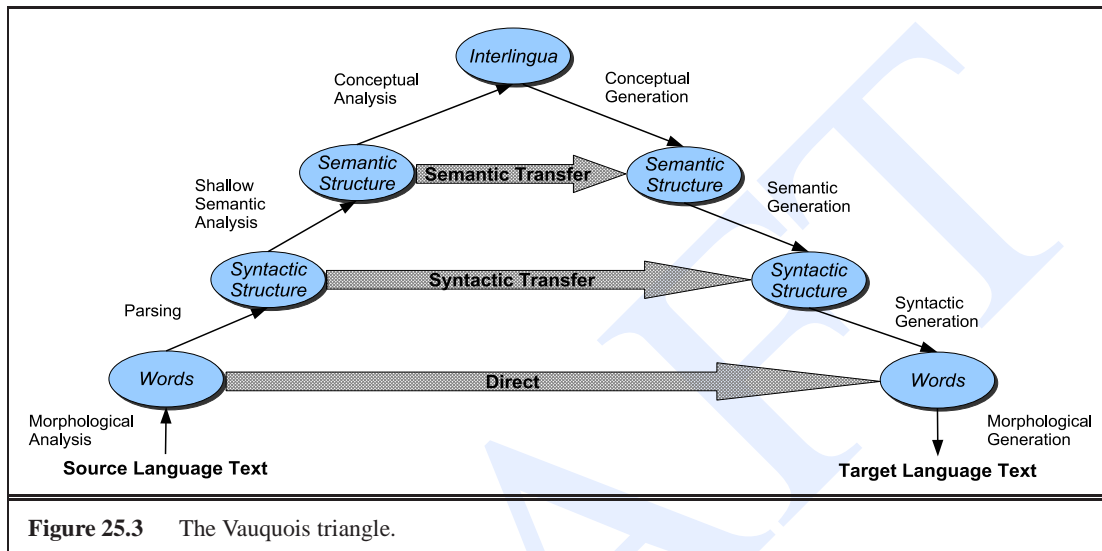 Interlingua
Conceptual
Analysis
Conceptual
Generation
Semantic
Structure
Semantic Transfer
Semantic
Structure
Shallow
Semantic
Analysis
Semantic
Generation
Syntactic
Structure
Syntactic Transfer
Syntactic
Structure
Parsing
Syntactic
Generation
Words
Direct
Words
Morphological
Analysis
Morphological
Generation
Source Language Text
Target Language Text
Figure 25.3 The Vauquois triangle.